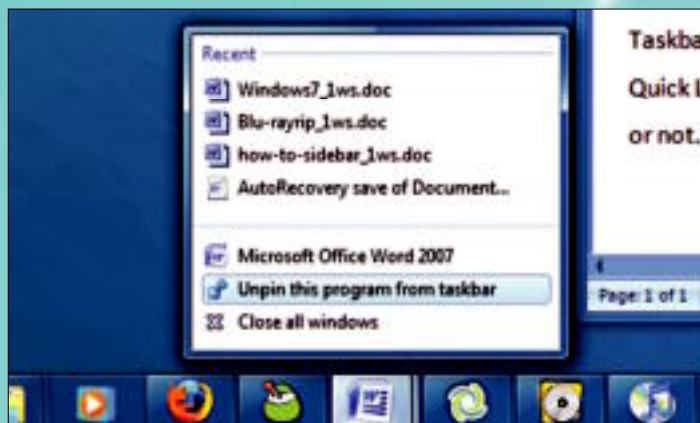 Recent
Windows7_1ws.doc
Blu-rayrip_1ws.doc
how-to-sidebar_1ws.doc
AutoRecovery save of Document...
Microsoft Office Word 2007
Unpin this program from taskbar
Close all windows
Taskba
Quick L
or not.
Page: 1 of 1